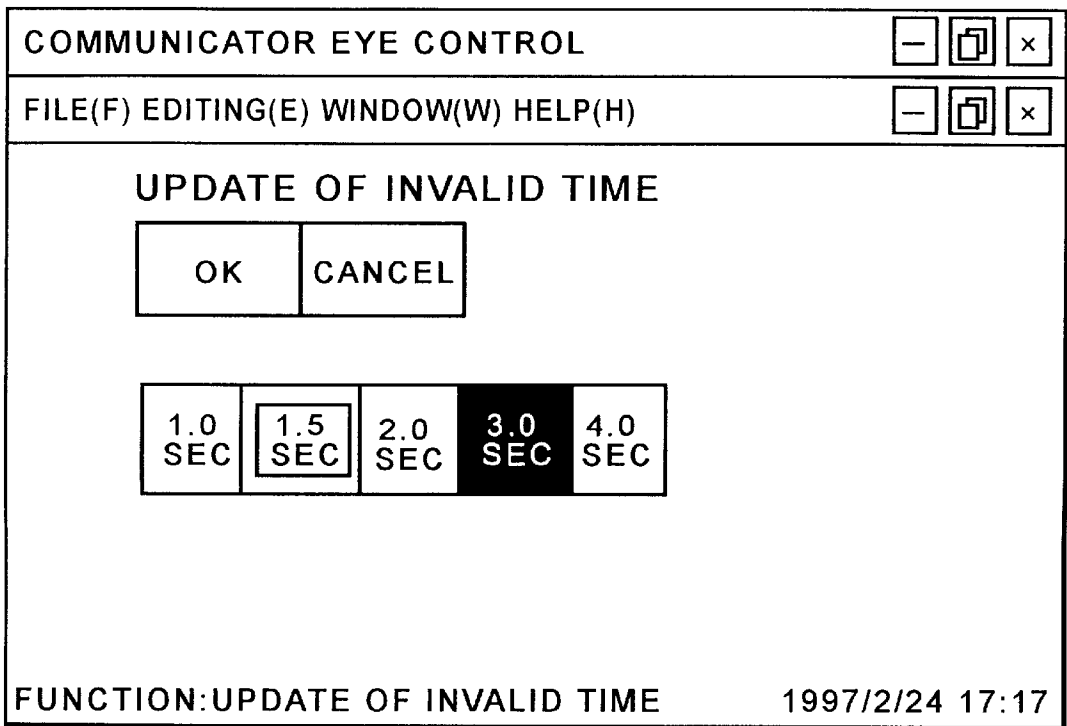 COMMUNICATOR EYE CONTROL
FILE(F) EDITING(E) WINDOW(W) HELP(H)
UPDATE OF INVALID TIME
OK CANCEL
1.0 1.5 2.0 3.0 4.0
SEC SEC SEC SEC SEC
FUNCTION:UPDATE OF INVALID TIME 1997/2/24 17:17